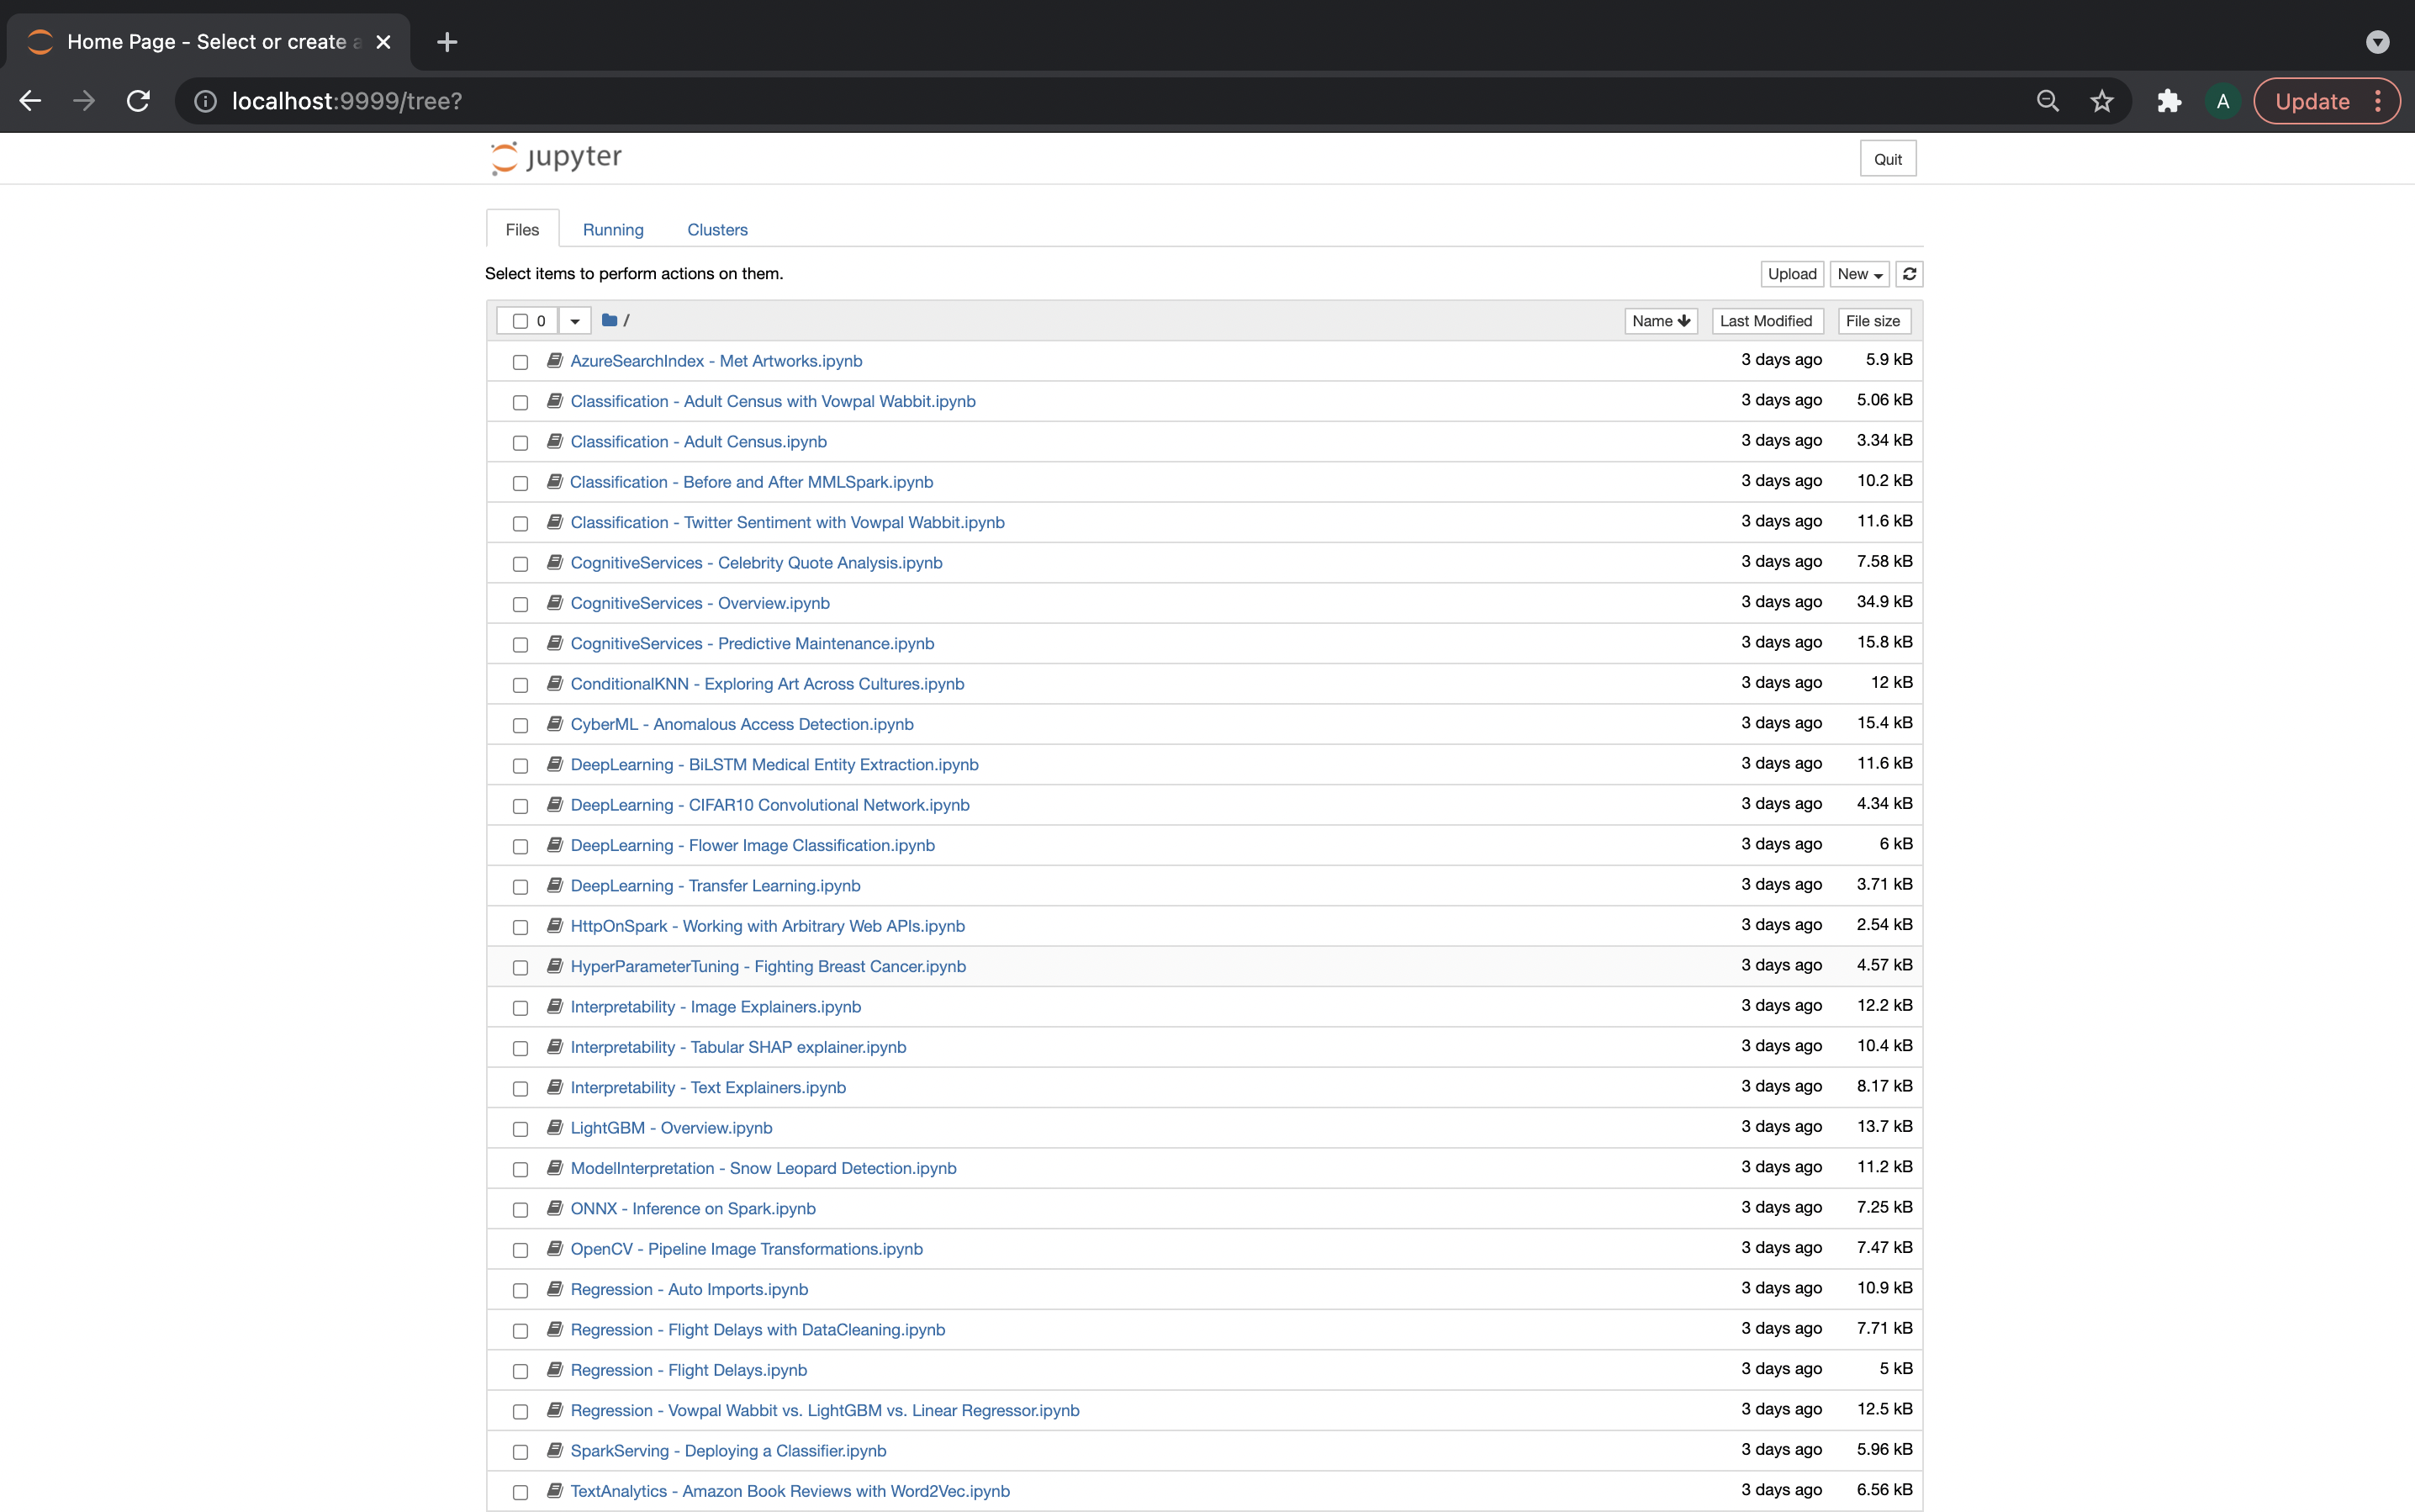 Home Page - Select or create a
localhost:9999/tree?
A
Update
jupyter
Quit
Files Running Clusters
Select items to perform actions on them.
Upload New
0 / Name Last Modified File size
AzureSearchIndex - Met Artworks.ipynb 3 days ago 5.9 kB
Classification - Adult Census with Vowpal Wabbit.ipynb 3 days ago 5.06 kB
Classification - Adult Census.ipynb 3 days ago 3.34 kB
Classification - Before and After MMLSpark.ipynb 3 days ago 10.2 kB
Classification - Twitter Sentiment with Vowpal Wabbit.ipynb 3 days ago 11.6 kB
CognitiveServices - Celebrity Quote Analysis.ipynb 3 days ago 7.58 kB
CognitiveServices - Overview.ipynb 3 days ago 34.9 kB
CognitiveServices - Predictive Maintenance.ipynb 3 days ago 15.8 kB
ConditionalKNN - Exploring Art Across Cultures.ipynb 3 days ago 12 kB
CyberML - Anomalous Access Detection.ipynb 3 days ago 15.4 kB
DeepLearning - BiLSTM Medical Entity Extraction.ipynb 3 days ago 11.6 kB
DeepLearning - CIFAR10 Convolutional Network.ipynb 3 days ago 4.34 kB
DeepLearning - Flower Image Classification.ipynb 3 days ago 6 kB
DeepLearning - Transfer Learning.ipynb 3 days ago 3.71 kB
HttpOnSpark - Working with Arbitrary Web APIs.ipynb 3 days ago 2.54 kB
HyperParameterTuning - Fighting Breast Cancer.ipynb 3 days ago 4.57 kB
Interpretability - Image Explainers.ipynb 3 days ago 12.2 kB
Interpretability - Tabular SHAP explainer.ipynb 3 days ago 10.4 kB
Interpretability - Text Explainers.ipynb 3 days ago 8.17 kB
LightGBM - Overview.ipynb 3 days ago 13.7 kB
ModelInterpretation - Snow Leopard Detection.ipynb 3 days ago 11.2 kB
ONNX - Inference on Spark.ipynb 3 days ago 7.25 kB
OpenCV - Pipeline Image Transformations.ipynb 3 days ago 7.47 kB
Regression - Auto Imports.ipynb 3 days ago 10.9 kB
Regression - Flight Delays with DataCleaning.ipynb 3 days ago 7.71 kB
Regression - Flight Delays.ipynb 3 days ago 5 kB
Regression - Vowpal Wabbit vs. LightGBM vs. Linear Regressor.ipynb 3 days ago 12.5 kB
SparkServing - Deploying a Classifier.ipynb 3 days ago 5.96 kB
TextAnalytics - Amazon Book Reviews with Word2Vec.ipynb 3 days ago 6.56 kB